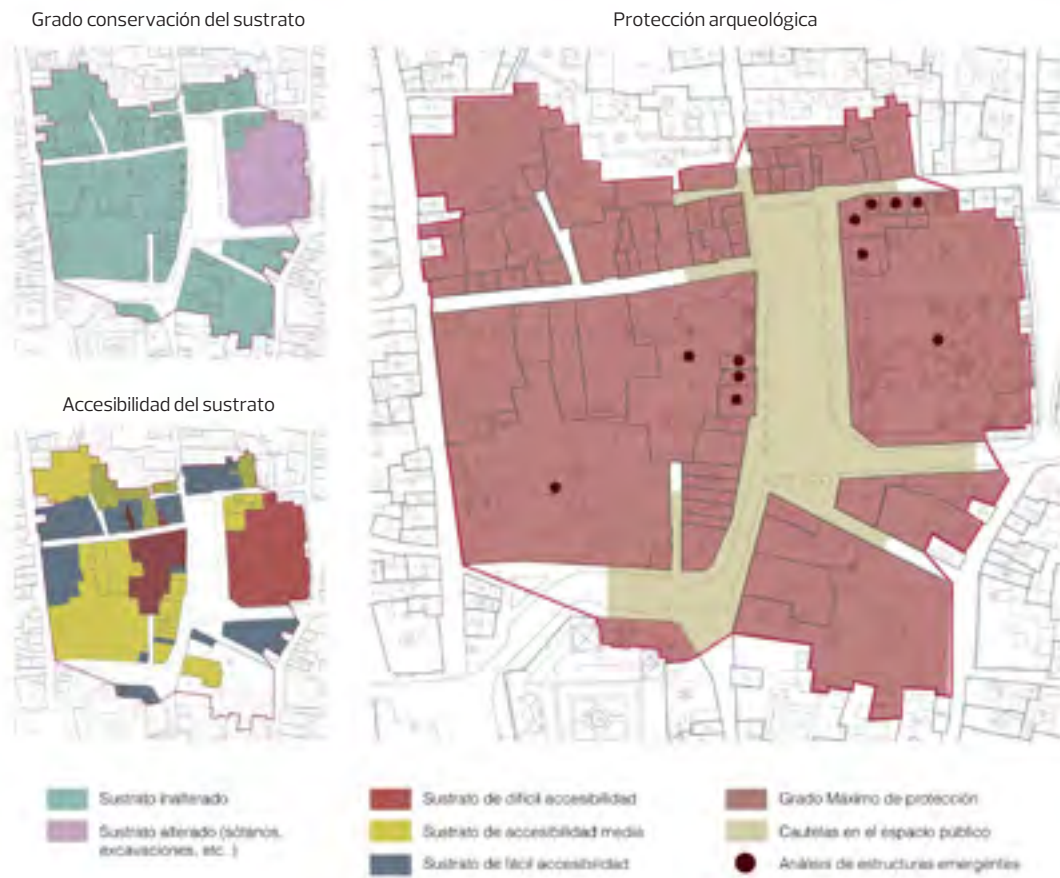 Grado conservación del sustrato
Protección arqueológica
Accesibilidad del sustrato
Sustrato inalterado
Sustrato alterado (sótanos,
excavaciones, etc.)
Sustrato de difícil accesibilidad
Sustrato de accesibilidad media
Sustrato de fácil accesibilidad
Grado Máximo de protección
Cautelas en el espacio público
Análisis de estructuras emergentes